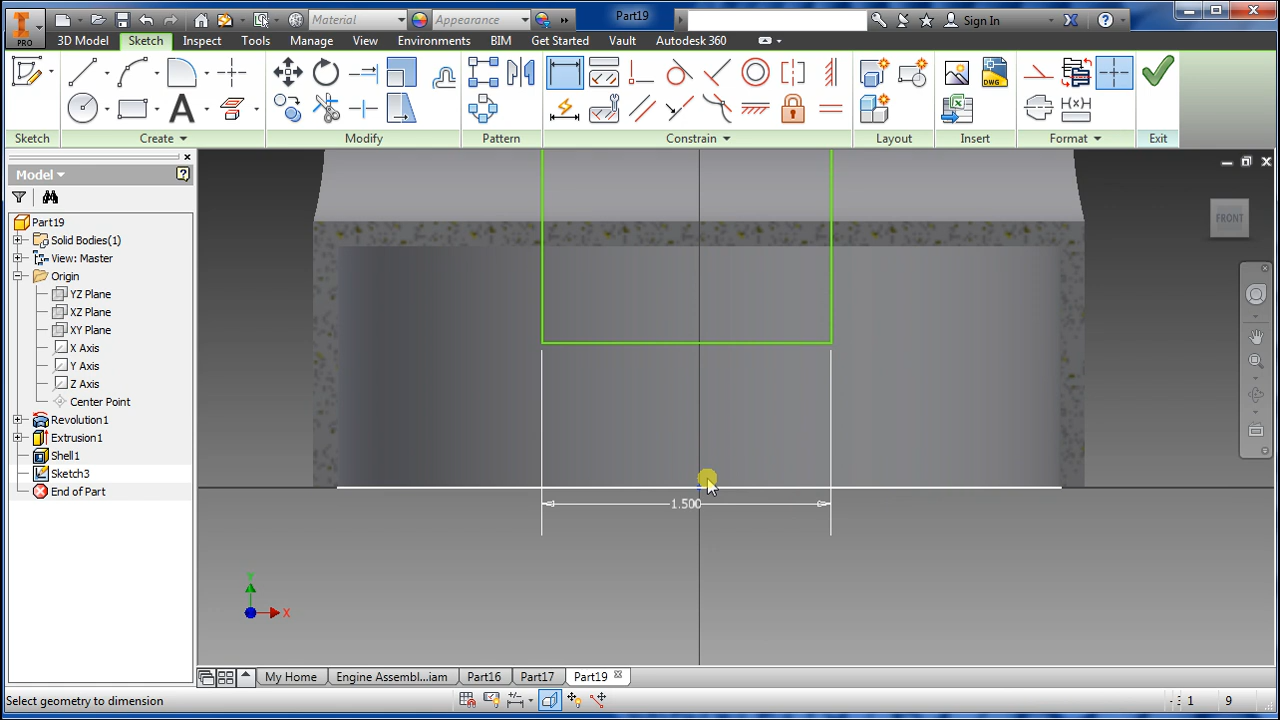 Material
Appearance
Part19
Sign In
PRO
3D Model
Sketch
Inspect
Tools
Manage
View
Environments
BIM
Get Started
Vault
Autodesk 360
A
DWG
H(x)
Sketch
Create
Modify
Pattern
Constrain
Layout
Insert
Format
Exit
Model
Part19
Solid Bodies(1)
View: Master
Origin
YZ Plane
XZ Plane
XY Plane
X Axis
Y Axis
Z Axis
Center Point
Revolution1
Extrusion1
Shell1
Sketch3
End of Part
FRONT
1.500
Y
X
My Home
Engine Assembl...iam
Part16
Part17
Part19
Select geometry to dimension
1
9